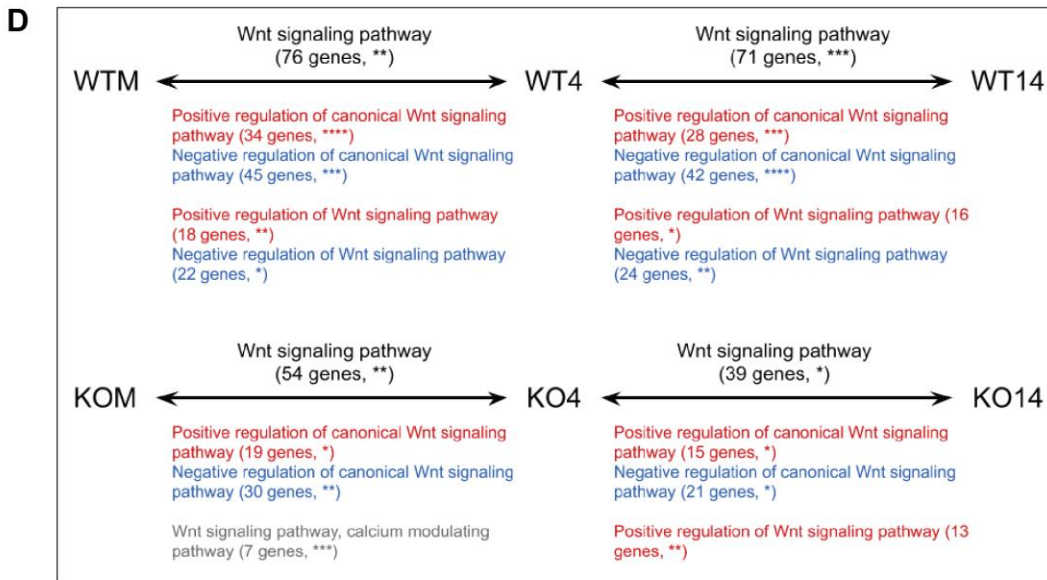 D
Wnt signaling pathway
(76 genes, **)
Wnt signaling pathway
(71 genes, ***)
WTM
WT4
WT14
Positive regulation of canonical Wnt signaling
pathway (34 genes, ****)
Negative regulation of canonical Wnt signaling
pathway (45 genes, ***)
Positive regulation of Wnt signaling pathway
(18 genes, **)
Negative regulation of Wnt signaling pathway
(22 genes, *)
Positive regulation of canonical Wnt signaling
pathway (28 genes, ***)
Negative regulation of canonical Wnt signaling
pathway (42 genes, ****)
Positive regulation of Wnt signaling pathway (16
genes, *)
Negative regulation of Wnt signaling pathway
(24 genes, **)
Wnt signaling pathway
(54 genes, **)
Wnt signaling pathway
(39 genes, *)
KOM
KO4
KO14
Positive regulation of canonical Wnt signaling
pathway (19 genes, *)
Negative regulation of canonical Wnt signaling
pathway (30 genes, **)
Wnt signaling pathway, calcium modulating
pathway (7 genes, ***)
Positive regulation of canonical Wnt signaling
pathway (15 genes, *)
Negative regulation of canonical Wnt signaling
pathway (21 genes, *)
Positive regulation of Wnt signaling pathway (13
genes, **)